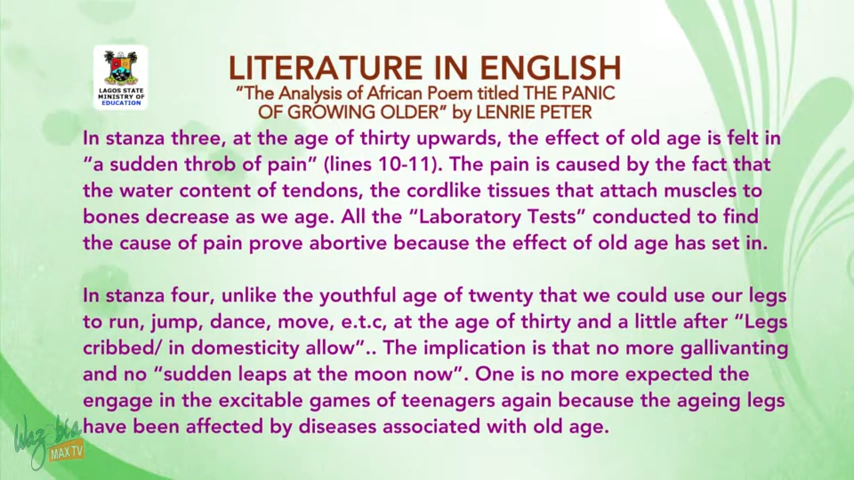 LAGOS STATE
MINISTRY OF
EDUCATION
LITERATURE IN ENGLISH
"The Analysis of African Poem titled THE PANIC
OF GROWING OLDER" by LENRIE PETER
In stanza three, at the age of thirty upwards, the effect of old age is felt in
"a sudden throb of pain" (lines 10-11). The pain is caused by the fact that
the water content of tendons, the cordlike tissues that attach muscles to
bones decrease as we age. All the "Laboratory Tests" conducted to find
the cause of pain prove abortive because the effect of old age has set in.
In stanza four, unlike the youthful age of twenty that we could use our legs
to run, jump, dance, move, e.t.c, at the age of thirty and a little after "Legs
cribbed/ in domesticity allow".. The implication is that no more gallivanting
and no "sudden leaps at the moon now". One is no more expected the
engage in the excitable games of teenagers again because the ageing legs
have been affected by diseases associated with old age.
Wazobia
MAX TV